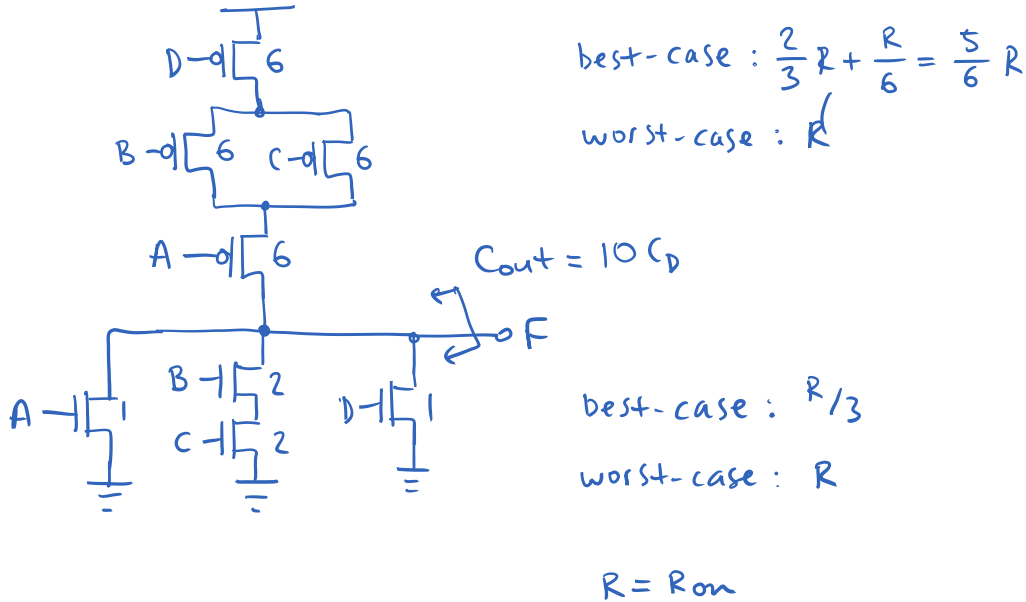 best-case : 2/3 R + R/6 = 5/6 R
worst-case : R
D 6
B 6 C 6
A 6
Cout = 10 CD
F
B 2
A 1
D 1
C 2
best-case : R/3
worst-case : R
R = Ron